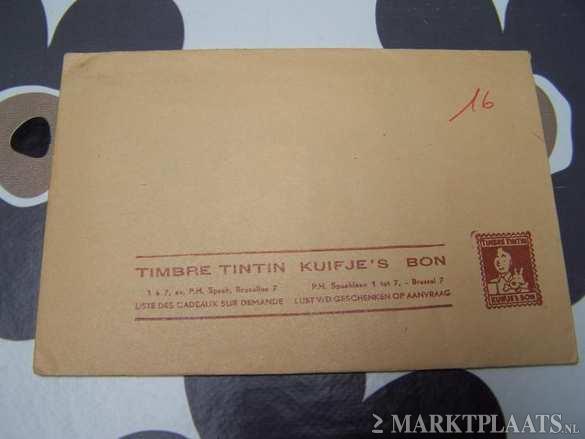 16
TIMBRE TINTIN KUIFJE'S BON
1 à 7, av. P.H. Spaak, Bruxelles 7 P.H. Spaaklaan 1 tot 7, - Brussel 7
LISTE DES CADEAUX SUR DEMANDE LIJST V/D GESCHENKEN OP AANVRAAG
TIMBRE TINTIN
KUIFJE'S BON
MARKTPLAATS.NL